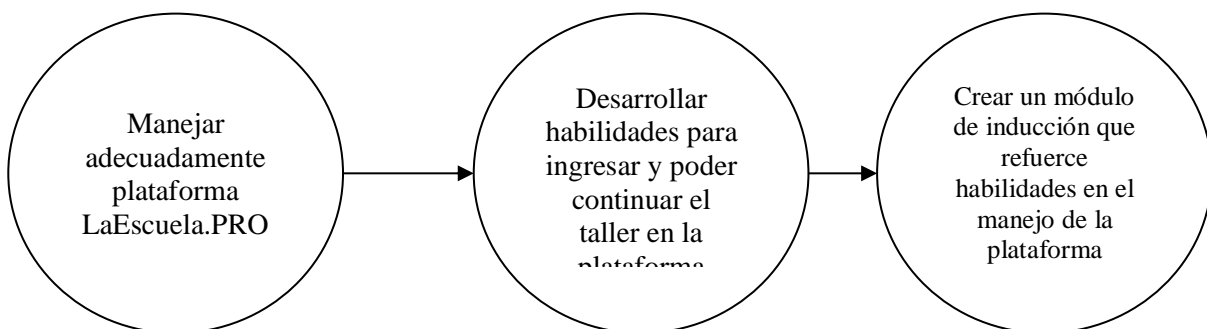 Manejar
adecuadamente
plataforma
LaEscuela.PRO
Desarrollar
habilidades para
ingresar y poder
continuar el
taller en la
plataforma
Crear un módulo
de inducción que
refuerce
habilidades en el
manejo de la
plataforma